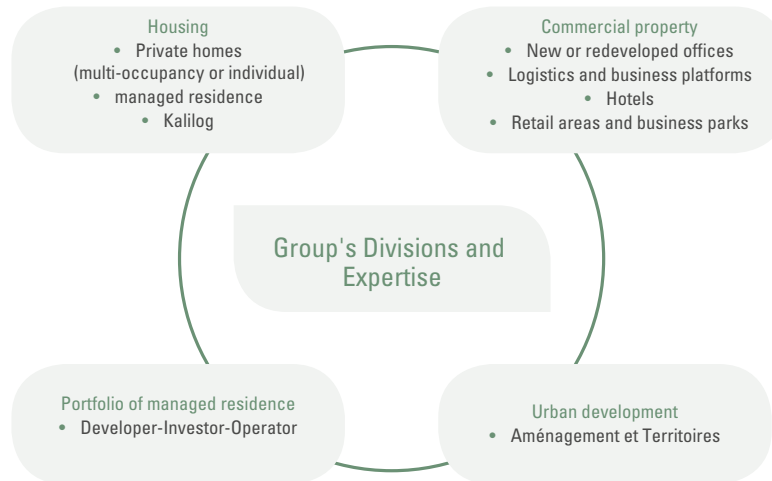 Housing
• Private homes
(multi-occupancy or individual)
• managed residence
• Kalilog
Commercial property
• New or redeveloped offices
• Logistics and business platforms
• Hotels
• Retail areas and business parks
Group's Divisions and
Expertise
Portfolio of managed residence
• Developer-Investor-Operator
Urban development
• Aménagement et Territoires